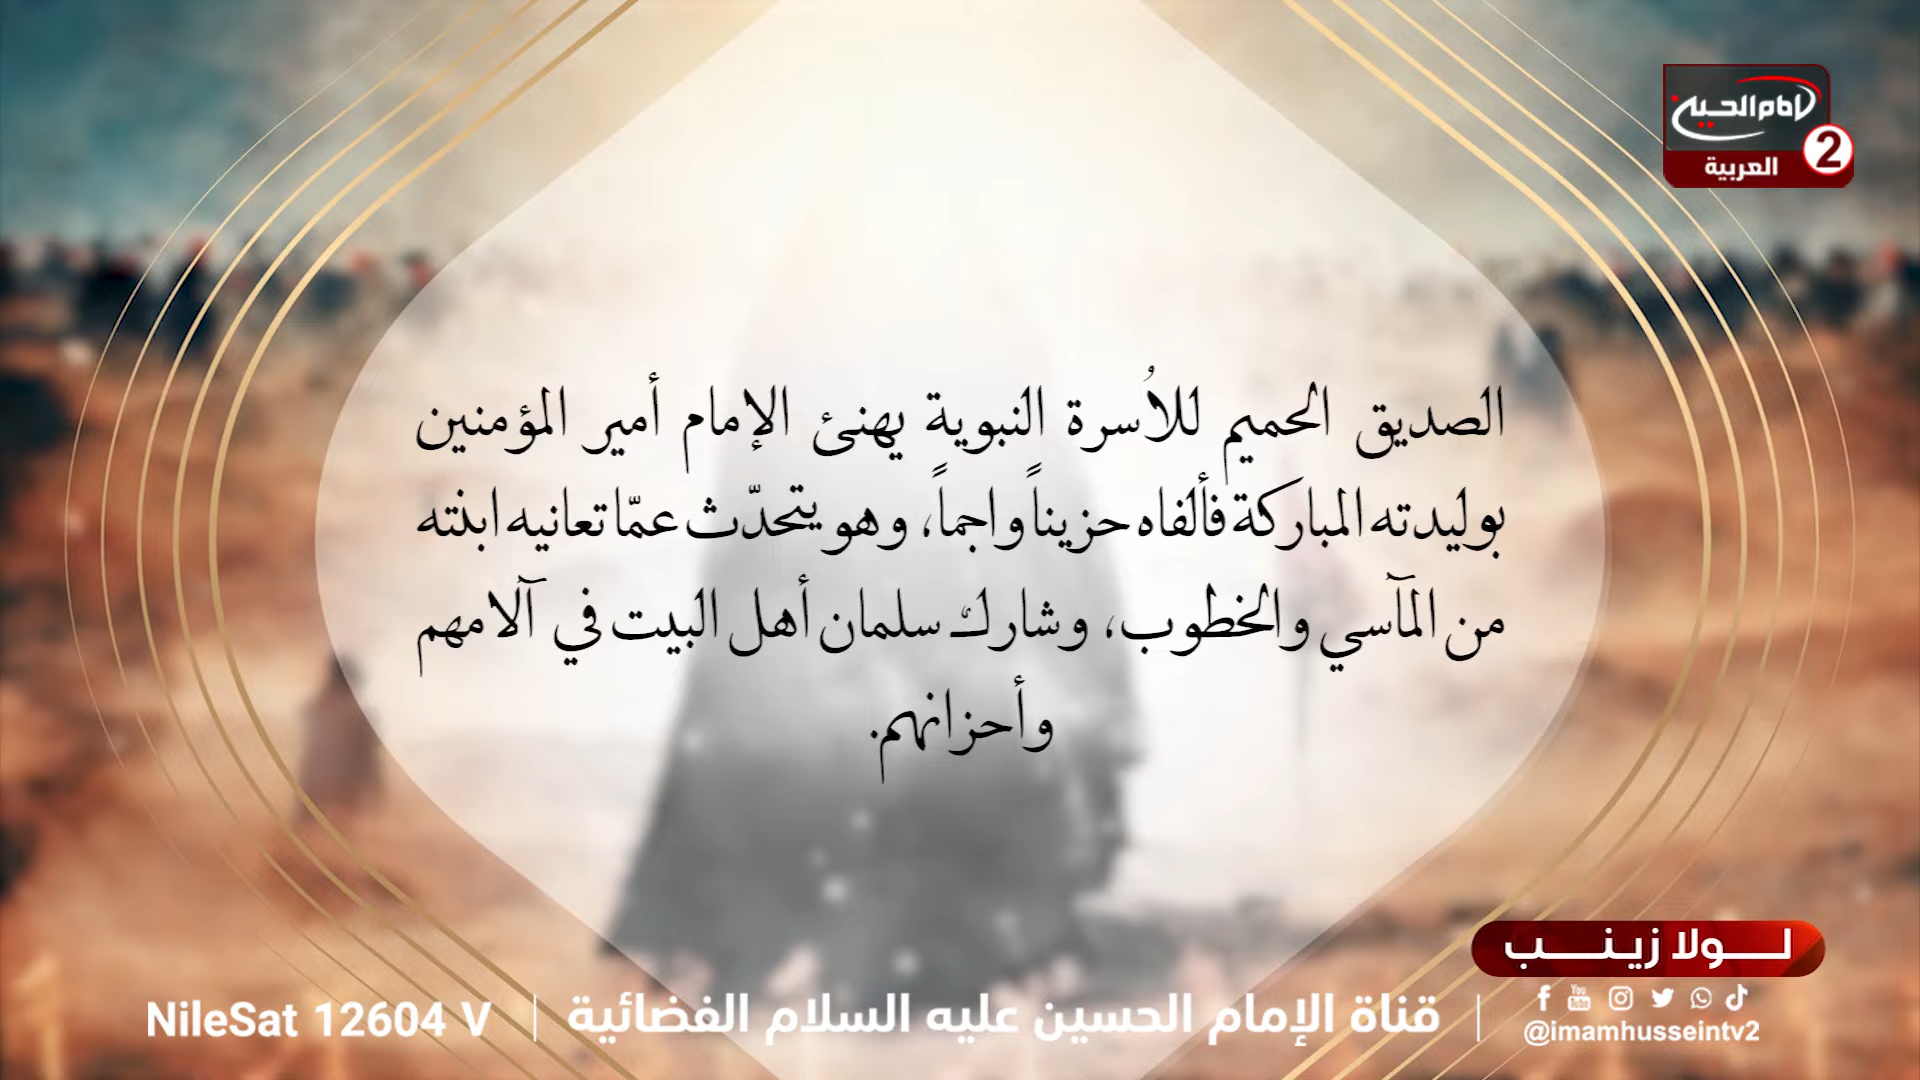 إمام الحسين
2
العربية
الصديق الحميم للاُسرة النبوية يهنئ الإمام أمير المؤمنين
بوليدته المباركة فألفاه حزيناً واجماً، وهو يتحدّث عمّا تعانيه ابنته
من المآسي والخطوب، وشارك سلمان أهل البيت في آلامهم
وأحزانهم.
لولا زينب
قناة الإمام الحسين عليه السلام الفضائية | NileSat 12604 V
@imamhusseintv2